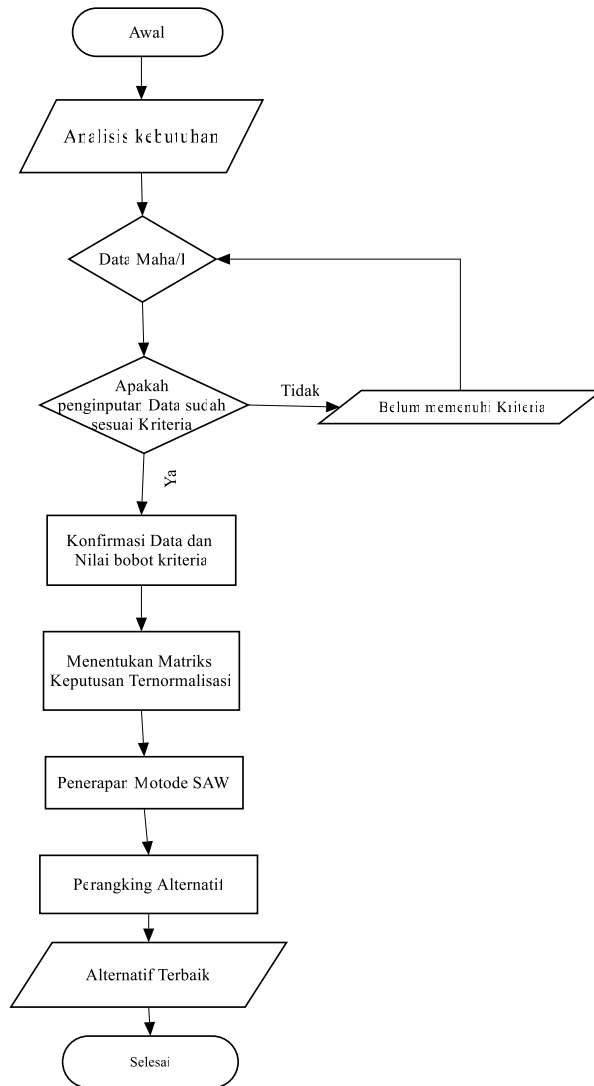 Awal
Analisis kebutuhan
Data Maha/I
Apakah
penginputan Data sudah
sesuai Kriteria
Tidak
Belum memenuhi Kriteria
Ya
Konfirmasi Data dan
Nilai bobot kriteria
Menentukan Matriks
Keputusan Ternormalisasi
Penerapan Motode SAW
Perangking Alternatif
Alternatif Terbaik
Selesai